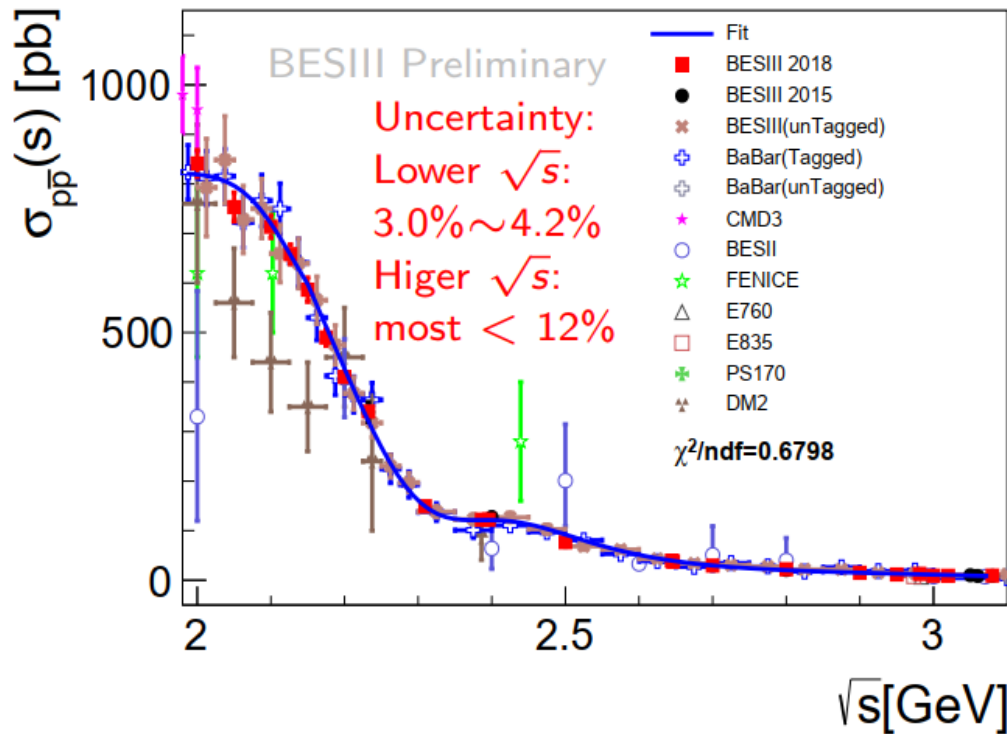 σpp̅(s) [pb]
1000
500
0
2
2.5
3
√s[GeV]
BESIII Preliminary
Uncertainty:
Lower √s:
3.0%~4.2%
Higer √s:
most < 12%
Fit
BESIII 2018
BESIII 2015
BESIII(unTagged)
BaBar(Tagged)
BaBar(unTagged)
CMD3
BESII
FENICE
E760
E835
PS170
DM2
χ²/ndf=0.6798